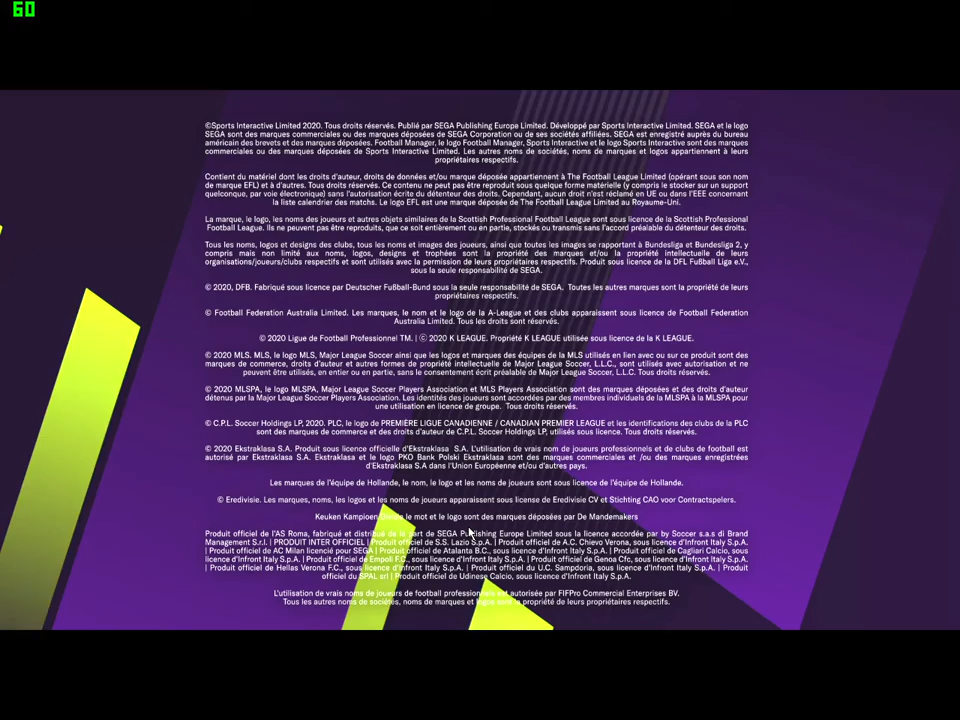 60
©Sports Interactive Limited 2020. Tous droits réservés. Publié par SEGA Publishing Europe Limited. Développé par Sports Interactive Limited. SEGA et le logo
SEGA sont des marques commerciales ou des marques déposées de SEGA Corporation ou de ses sociétés affiliées. SEGA est enregistré auprès du bureau
américain des brevets et des marques déposées. Football Manager, le logo Football Manager, Sports Interactive et le logo Sports Interactive sont des marques
commerciales ou des marques déposées de Sports Interactive Limited. Les autres noms de sociétés, noms de marques et logos appartiennent à leurs
propriétaires respectifs.
Contient du matériel dont les droits d'auteur, droits de données et/ou marque déposée appartiennent à The Football League Limited (opérant sous son nom
de marque EFL) et à d'autres. Tous droits réservés. Ce contenu ne peut pas être reproduit sous quelque forme matérielle (y compris le stocker sur un support
quelconque, par voie électronique) sans l'autorisation écrite du détenteur des droits. Cependant, aucun droit n'est réclamé en UE ou dans l'EEE concernant
la liste calendrier des matchs. Le logo EFL est une marque déposée de The Football League Limited au Royaume-Uni.
La marque, le logo, les noms des joueurs et autres objets similaires de la Scottish Professional Football League sont sous licence de la Scottish Professional
Football League. Ils ne peuvent pas être reproduits, que ce soit entièrement ou en partie, stockés ou transmis sans l'accord préalable du détenteur des droits.
Tous les noms, logos et designs des clubs, tous les noms et images des joueurs, ainsi que toutes les images se rapportant à Bundesliga et Bundesliga 2, y
compris mais non limité aux noms, logos, designs et trophées sont la propriété des marques et/ou la propriété intellectuelle de leurs
organisations/joueurs/clubs respectifs et sont utilisés avec la permission de leurs propriétaires respectifs. Produit sous licence de la DFL Fußball Liga e.V.,
sous la seule responsabilité de SEGA.
© 2020, DFB. Fabriqué sous licence par Deutscher Fußball-Bund sous la seule responsabilité de SEGA. Toutes les autres marques sont la propriété de leurs
propriétaires respectifs.
© Football Federation Australia Limited. Les marques, le nom et le logo de la A-League et des clubs apparaissent sous licence de Football Federation
Australia Limited. Tous les droits sont réservés.
© 2020 Ligue de Football Professionnel TM. | ⓒ 2020 K LEAGUE. Propriété K LEAGUE utilisée sous licence de la K LEAGUE.
© 2020 MLS. MLS, le logo MLS, Major League Soccer ainsi que les logos et marques des équipes de la MLS utilisés en lien avec ou sur ce produit sont des
marques de commerce, droits d'auteur et autres formes de propriété intellectuelle de Major League Soccer, L.L.C., sont utilisés avec autorisation et ne
peuvent être utilisés, en entier ou en partie, sans le consentement écrit préalable de Major League Soccer, L.L.C. Tous droits réservés.
© 2020 MLSPA, le logo MLSPA, Major League Soccer Players Association et MLS Players Association sont des marques déposées et des droits d'auteur
détenus par la Major League Soccer Players Association. Les identités des joueurs sont accordées par des membres individuels de la MLSPA à la MLSPA pour
une utilisation en licence de groupe. Tous droits réservés.
© C.P.L. Soccer Holdings LP, 2020. PLC, le logo de PREMIÈRE LIGUE CANADIENNE / CANADIAN PREMIER LEAGUE et les identifications des clubs de la PLC
sont des marques de commerce et des droits d'auteur de C.P.L. Soccer Holdings LP, utilisés sous licence. Tous droits réservés.
© 2020 Ekstraklasa S.A. Produit sous licence officielle d'Ekstraklasa S.A. L'utilisation de vrais nom de joueurs professionnels et de clubs de football est
autorisé par Ekstraklasa S.A. Ekstraklasa et le logo PKO Bank Polski Ekstraklasa sont des marques commerciales et /ou des marques enregistrées
d'Ekstraklasa S.A dans l'Union Européenne et/ou d'autres pays.
Les marques de l'équipe de Hollande, le nom, le logo et les noms de joueurs sont sous licence de l'équipe de Hollande.
© Eredivisie. Les marques, noms, les logos et les noms de joueurs apparaissent sous license de Eredivisie CV et Stichting CAO voor Contractspelers.
Keuken Kampioen Divisie le mot et le logo sont des marques déposées par De Mandemakers
Produit officiel de l'AS Roma, fabriqué et distribué de la part de SEGA Publishing Europe Limited sous la licence accordée par by Soccer s.a.s di Brand
Management S.r.l. | PRODUIT INTER OFFICIEL | Produit officiel de S.S. Lazio S.p.A. | Produit officiel de A.C. Chievo Verona, sous licence d'Infront Italy S.p.A.
| Produit officiel de AC Milan licencié pour SEGA | Produit officiel de Atalanta B.C., sous licence d'Infront Italy S.p.A. | Produit officiel de Cagliari Calcio, sous
licence d'Infront Italy S.p.A. | Produit officiel de Empoli F.C., sous licence d'Infront Italy S.p.A. | Produit officiel de Genoa Cfc, sous licence d'Infront Italy S.p.A.
| Produit officiel de Hellas Verona F.C., sous licence d'Infront Italy S.p.A. | Produit officiel du U.C. Sampdoria, sous licence d'Infront Italy S.p.A. | Produit
officiel du SPAL srl | Produit officiel de Udinese Calcio, sous licence d'Infront Italy S.p.A.
L'utilisation de vrais noms de joueurs de football professionnels est autorisée par FIFPro Commercial Enterprises BV.
Tous les autres noms de sociétés, noms de marques et logos sont la propriété de leurs propriétaires respectifs.